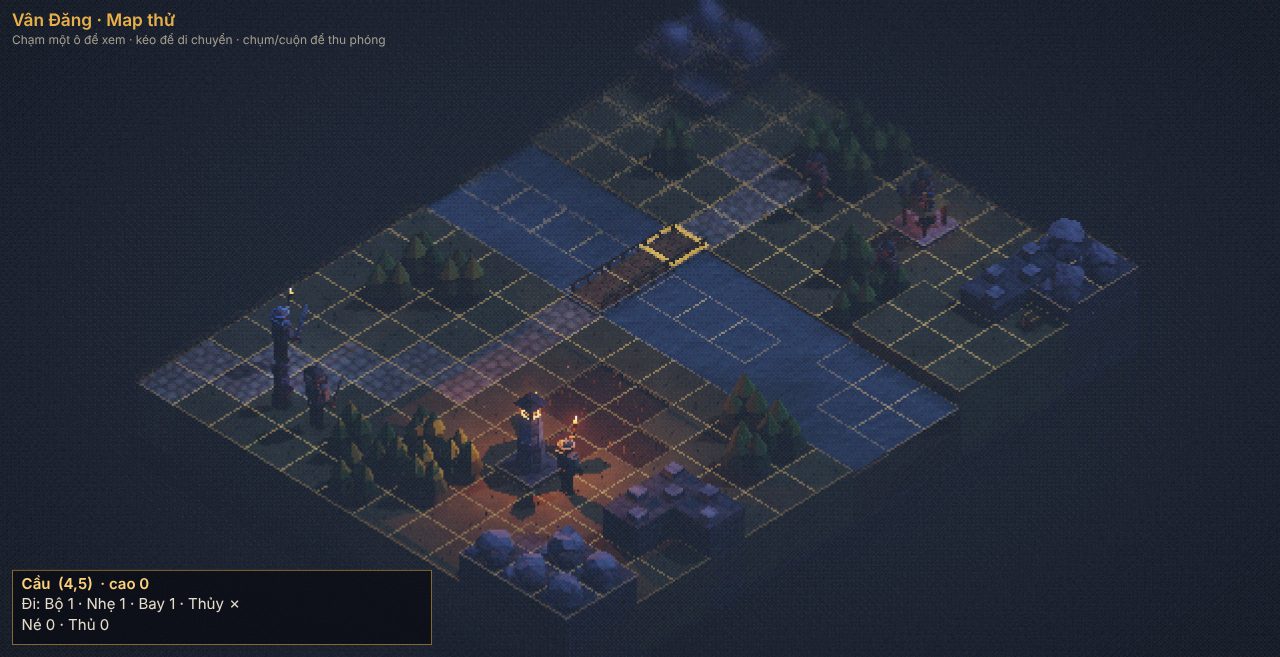 Vân Đăng · Map thử
Chạm một ô để xem · kéo để di chuyển · chụm/cuộn để thu phóng
Cầu (4,5) · cao 0
Đi: Bộ 1 · Nhẹ 1 · Bay 1 · Thủy ×
Né 0 · Thủ 0